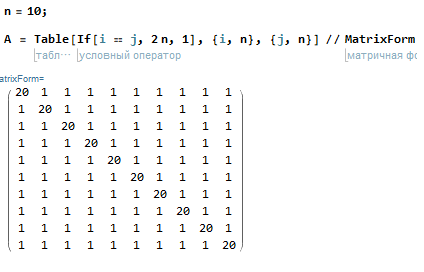 n = 10;
A = Table[If[i == j, 2 n, 1], {i, n}, {j, n}] // MatrixForm
табл⋯ условный оператор матричная фо
atrixForm=
20 1 1 1 1 1 1 1 1 1
1 20 1 1 1 1 1 1 1 1
1 1 20 1 1 1 1 1 1 1
1 1 1 20 1 1 1 1 1 1
1 1 1 1 20 1 1 1 1 1
1 1 1 1 1 20 1 1 1 1
1 1 1 1 1 1 20 1 1 1
1 1 1 1 1 1 1 20 1 1
1 1 1 1 1 1 1 1 20 1
1 1 1 1 1 1 1 1 1 20